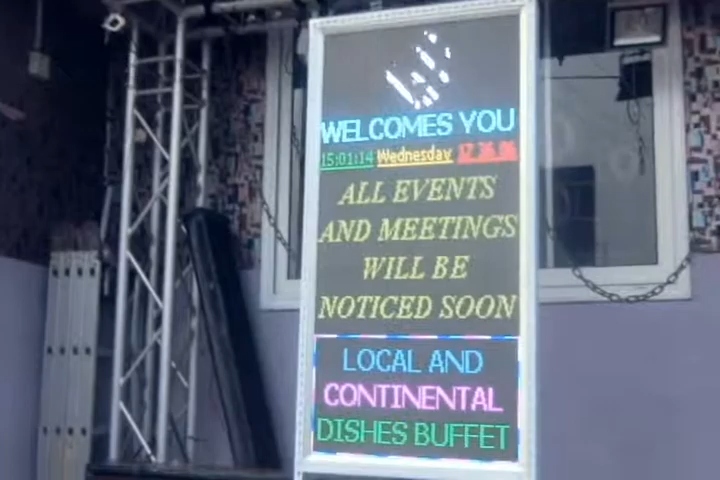 WELCOMES YOU
15:01:14 Wednesday
ALL EVENTS
AND MEETINGS
WILL BE
NOTICED SOON
LOCAL AND
CONTINENTAL
DISHES BUFFET